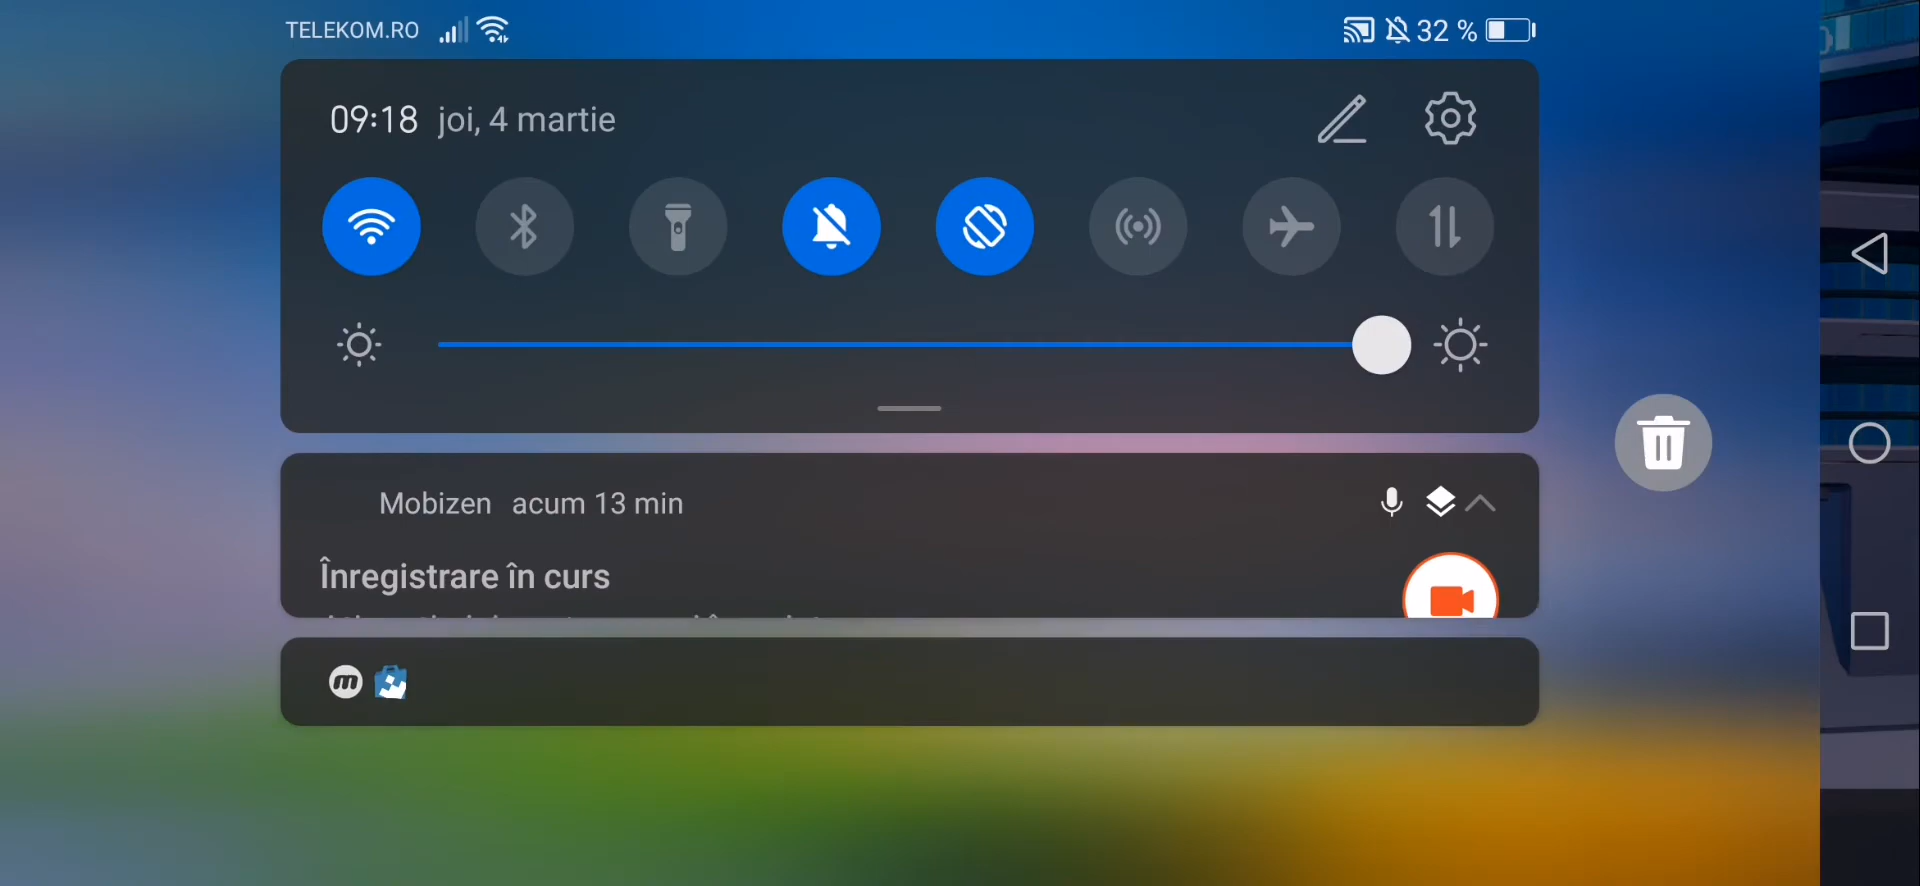 TELEKOM.RO
32 %
09:18 joi, 4 martie
Mobizen acum 13 min
Înregistrare în curs
m